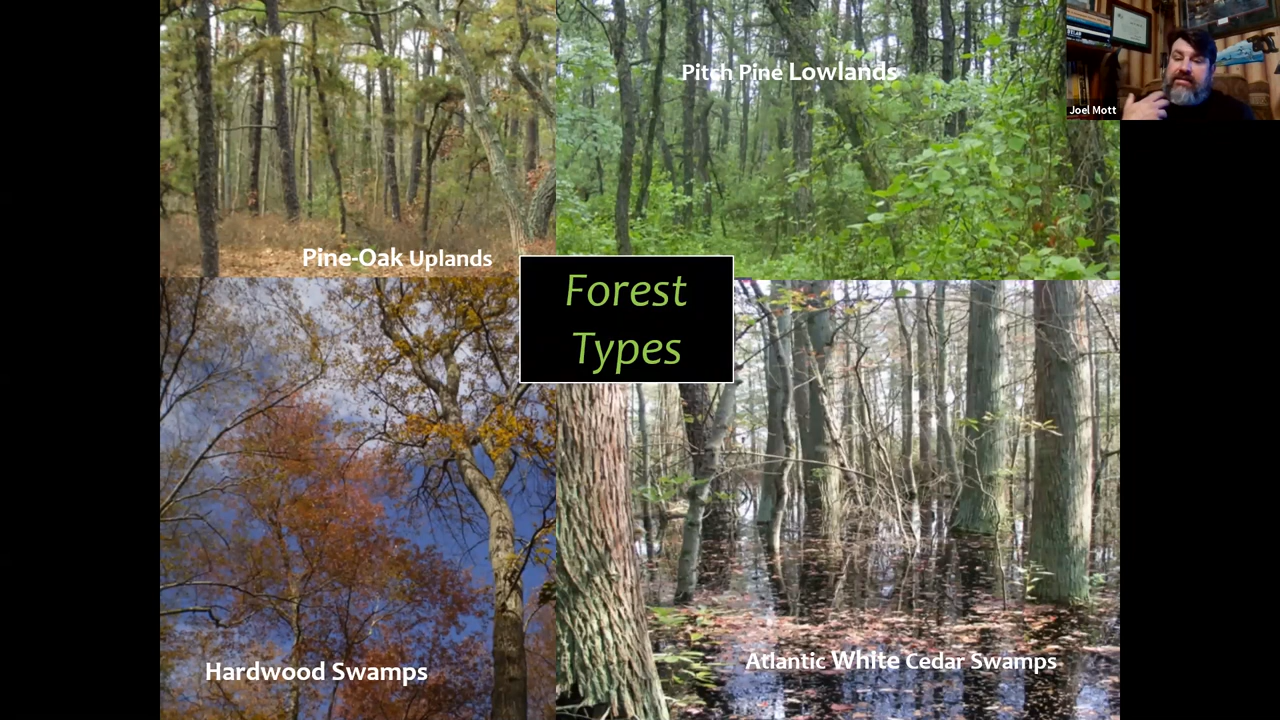 Pitch Pine Lowlands
Joel Mott
Pine-Oak Uplands
Forest
Types
Hardwood Swamps
Atlantic White Cedar Swamps